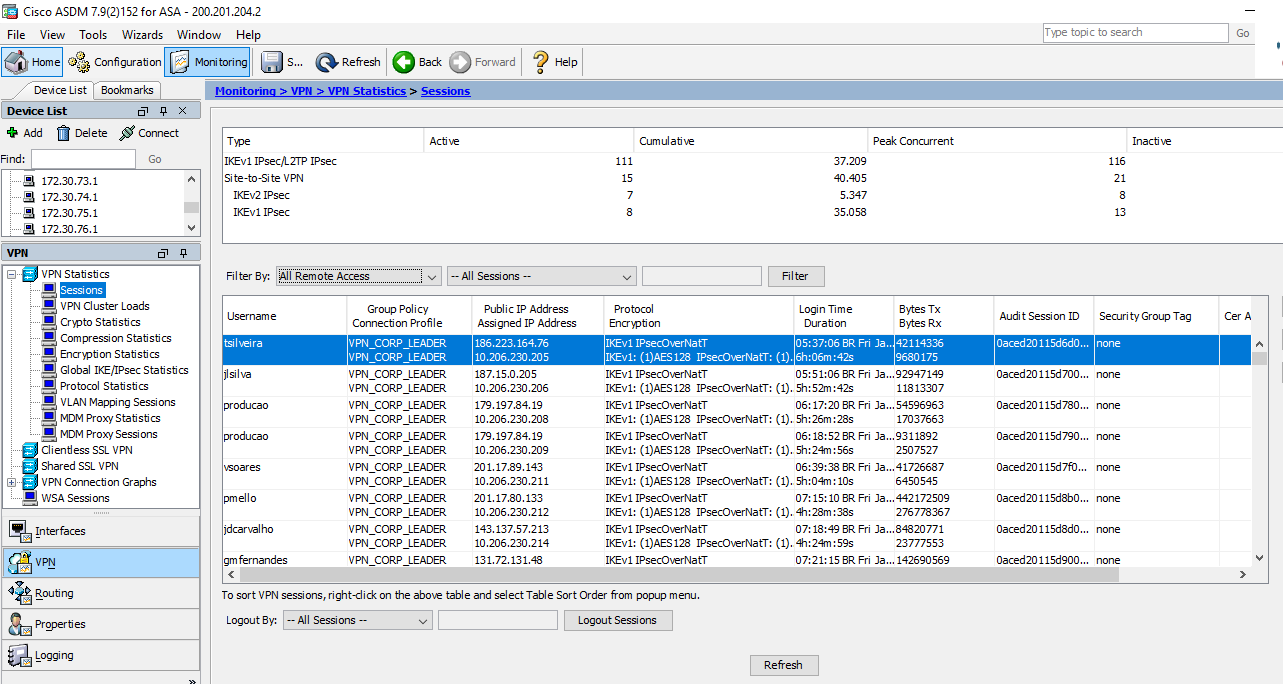 Cisco ASDM 7.9(2)152 for ASA - 200.201.204.2
File View Tools Wizards Window Help
Type topic to search Go
Home Configuration Monitoring S... Refresh Back Forward Help
Device List Bookmarks
Monitoring > VPN > VPN Statistics > Sessions
Device List
Add Delete Connect
Find: Go
172.30.73.1
172.30.74.1
172.30.75.1
172.30.76.1
VPN
VPN Statistics
Sessions
VPN Cluster Loads
Crypto Statistics
Compression Statistics
Encryption Statistics
Global IKE/IPsec Statistics
Protocol Statistics
VLAN Mapping Sessions
MDM Proxy Statistics
MDM Proxy Sessions
Clientless SSL VPN
Shared SSL VPN
VPN Connection Graphs
WSA Sessions
Interfaces
VPN
Routing
Properties
Logging
Type Active Cumulative Peak Concurrent Inactive
IKEv1 IPsec/L2TP IPsec 111 37.209 116
Site-to-Site VPN 15 40.405 21
IKEv2 IPsec 7 5.347 8
IKEv1 IPsec 8 35.058 13
Filter By: All Remote Access -- All Sessions -- Filter
Username Group Policy Public IP Address Protocol Login Time Bytes Tx Audit Session ID Security Group Tag Cer A
Connection Profile Assigned IP Address Encryption Duration Bytes Rx
tsilveira VPN_CORP_LEADER 186.223.164.76 IKEv1 IPsecOverNatT 05:37:06 BR Fri Ja... 42114336 0aced20115d6d0... none
VPN_CORP_LEADER 10.206.230.205 IKEv1: (1)AES128 IPsecOverNatT: (1). 6h:06m:42s 9680175
jlsilva VPN_CORP_LEADER 187.15.0.205 IKEv1 IPsecOverNatT 05:51:06 BR Fri Ja... 92947149 0aced20115d700... none
VPN_CORP_LEADER 10.206.230.206 IKEv1: (1)AES128 IPsecOverNatT: (1). 5h:52m:42s 11813307
producao VPN_CORP_LEADER 179.197.84.19 IKEv1 IPsecOverNatT 06:17:20 BR Fri Ja... 54596963 0aced20115d780... none
VPN_CORP_LEADER 10.206.230.208 IKEv1: (1)AES128 IPsecOverNatT: (1). 5h:26m:28s 17037663
producao VPN_CORP_LEADER 179.197.84.19 IKEv1 IPsecOverNatT 06:18:52 BR Fri Ja... 9311892 0aced20115d790... none
VPN_CORP_LEADER 10.206.230.209 IKEv1: (1)AES128 IPsecOverNatT: (1). 5h:24m:56s 2507527
vsoares VPN_CORP_LEADER 201.17.89.143 IKEv1 IPsecOverNatT 06:39:38 BR Fri Ja... 41726687 0aced20115d7f0... none
VPN_CORP_LEADER 10.206.230.211 IKEv1: (1)AES128 IPsecOverNatT: (1). 5h:04m:10s 6450545
pmello VPN_CORP_LEADER 201.17.80.133 IKEv1 IPsecOverNatT 07:15:10 BR Fri Ja... 442172509 0aced20115d8b0... none
VPN_CORP_LEADER 10.206.230.212 IKEv1: (1)AES128 IPsecOverNatT: (1). 4h:28m:38s 276778367
jdcarvalho VPN_CORP_LEADER 143.137.57.213 IKEv1 IPsecOverNatT 07:18:49 BR Fri Ja... 84820771 0aced20115d8d0... none
VPN_CORP_LEADER 10.206.230.214 IKEv1: (1)AES128 IPsecOverNatT: (1). 4h:24m:59s 23777553
gmfernandes VPN_CORP_LEADER 131.72.131.48 IKEv1 IPsecOverNatT 07:21:15 BR Fri Ja... 142690569 0aced20115d900... none
To sort VPN sessions, right-click on the above table and select Table Sort Order from popup menu.
Logout By: -- All Sessions -- Logout Sessions
Refresh